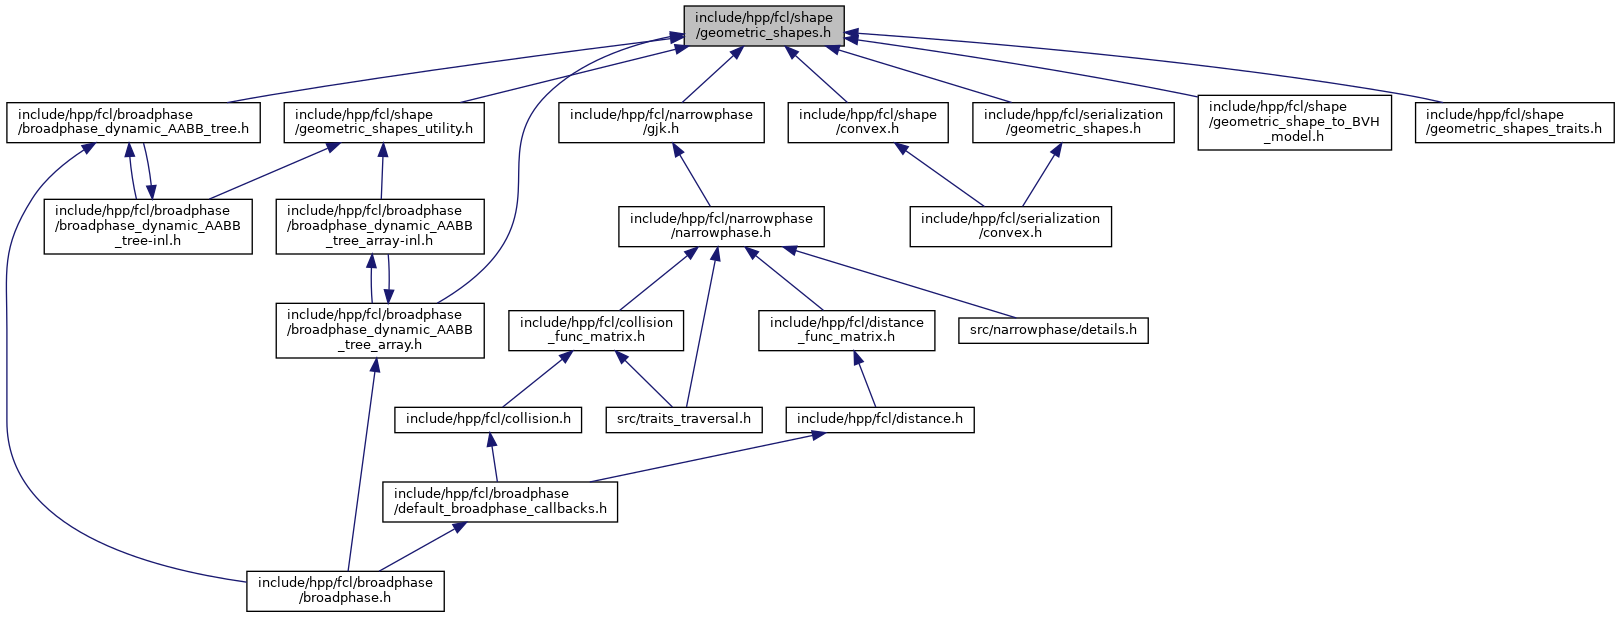 include/hpp/fcl/shape
/geometric_shapes.h
include/hpp/fcl/broadphase
/broadphase_dynamic_AABB_tree.h
include/hpp/fcl/shape
/geometric_shapes_utility.h
include/hpp/fcl/narrowphase
/gjk.h
include/hpp/fcl/shape
/convex.h
include/hpp/fcl/serialization
/geometric_shapes.h
include/hpp/fcl/shape
/geometric_shape_to_BVH
_model.h
include/hpp/fcl/shape
/geometric_shapes_traits.h
include/hpp/fcl/broadphase
/broadphase_dynamic_AABB
_tree-inl.h
include/hpp/fcl/broadphase
/broadphase_dynamic_AABB
_tree_array-inl.h
include/hpp/fcl/narrowphase
/narrowphase.h
include/hpp/fcl/serialization
/convex.h
include/hpp/fcl/broadphase
/broadphase_dynamic_AABB
_tree_array.h
include/hpp/fcl/collision
_func_matrix.h
include/hpp/fcl/distance
_func_matrix.h
src/narrowphase/details.h
include/hpp/fcl/collision.h
src/traits_traversal.h
include/hpp/fcl/distance.h
include/hpp/fcl/broadphase
/default_broadphase_callbacks.h
include/hpp/fcl/broadphase
/broadphase.h